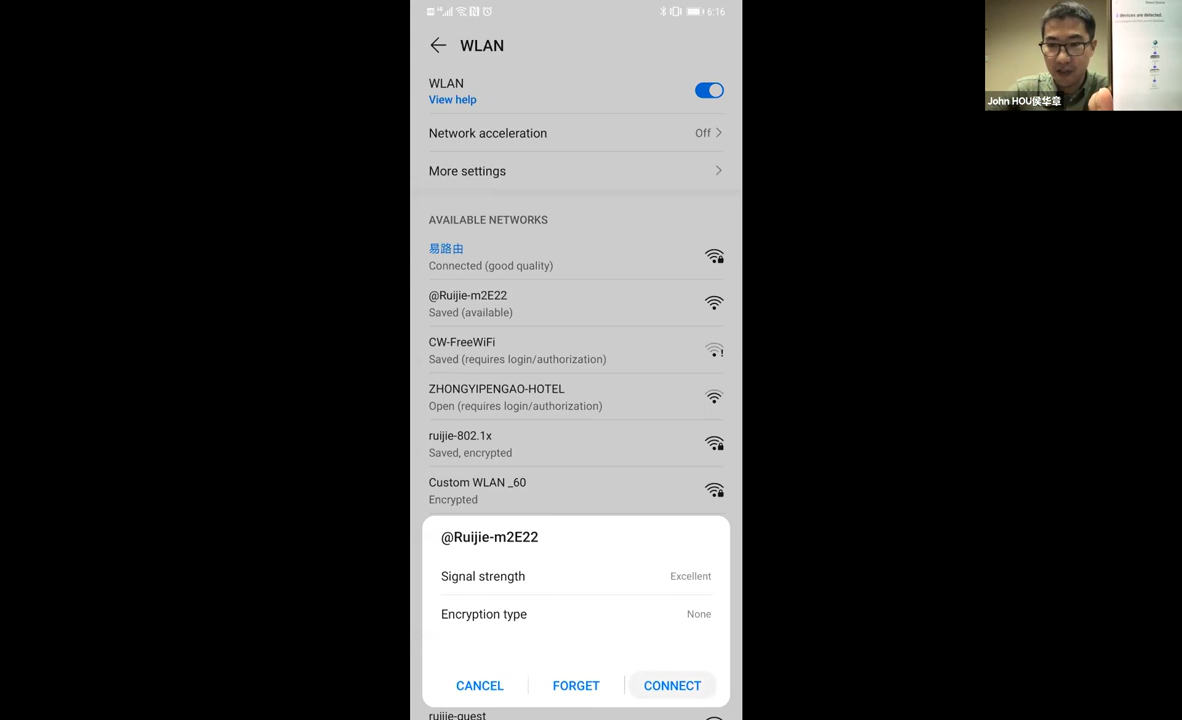 6:16
WLAN
WLAN
View help
Network acceleration
Off
More settings
AVAILABLE NETWORKS
易路由
Connected (good quality)
@Ruijie-m2E22
Saved (available)
CW-FreeWiFi
Saved (requires login/authorization)
ZHONGYIPENGAO-HOTEL
Open (requires login/authorization)
ruijie-802.1x
Saved, encrypted
Custom WLAN _60
Encrypted
@Ruijie-m2E22
Signal strength
Excellent
Encryption type
None
CANCEL
FORGET
CONNECT
ruijie-guest
devices are detected.
John HOU侯华章